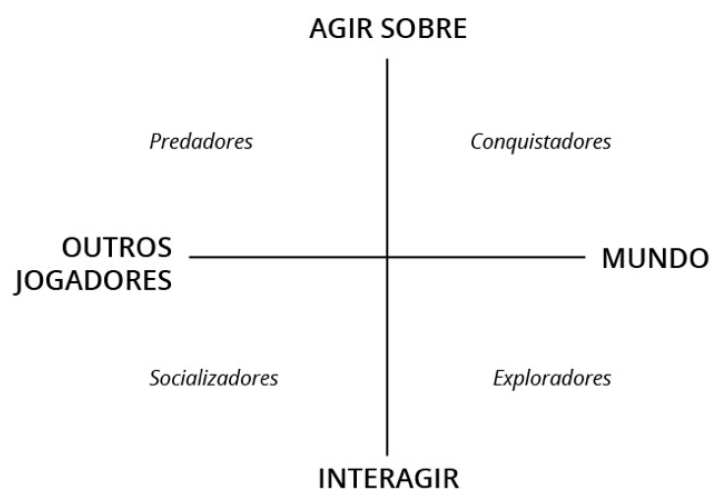 AGIR SOBRE
Predadores
Conquistadores
OUTROS
JOGADORES
MUNDO
Socializadores
Exploradores
INTERAGIR